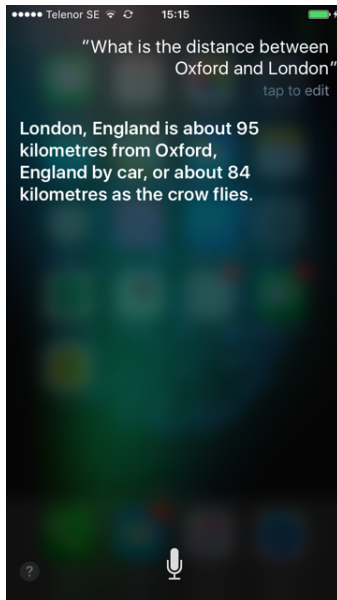 Telenor SE 15:15
“What is the distance between
Oxford and London”
tap to edit
London, England is about 95
kilometres from Oxford,
England by car, or about 84
kilometres as the crow flies.
?